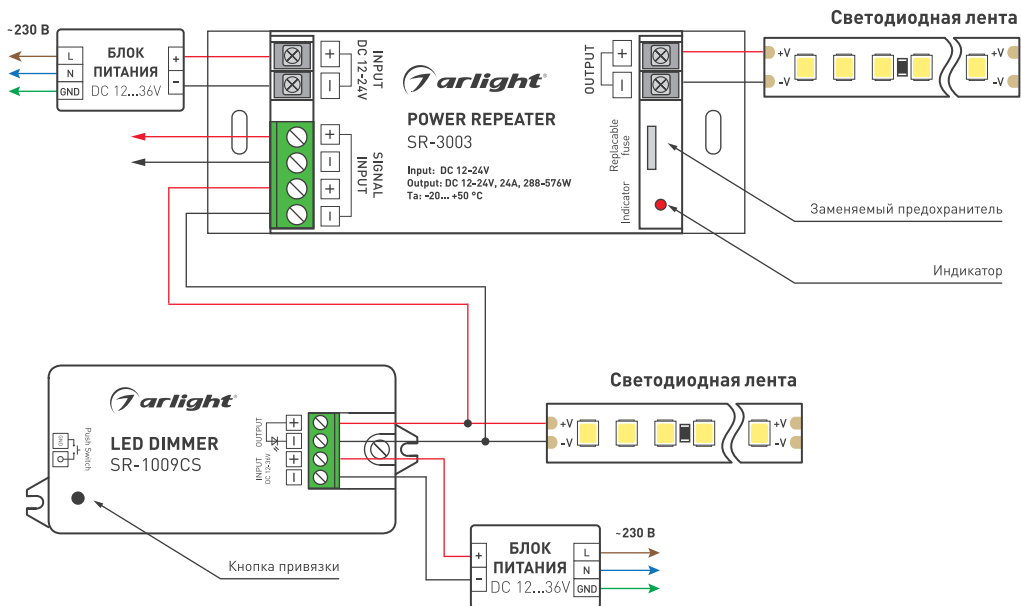 ~230 В
L
N
GND
БЛОК
ПИТАНИЯ
DC 12...36V
+
−
+
−
INPUT
DC 12-24V
+
−
+
−
SIGNAL
INPUT
arlight
POWER REPEATER
SR-3003
Input: DC 12-24V
Output: DC 12-24V, 24A, 288-576W
Ta: -20... +50 °C
OUTPUT
+
−
Replacable
fuse
Indicator
Светодиодная лента
+V
-V
+V
-V
Заменяемый предохранитель
Индикатор
arlight
LED DIMMER
SR-1009CS
Push Switch
OUTPUT
INPUT
DC 12-36V
+
−
+
−
Кнопка привязки
Светодиодная лента
+V
-V
+V
-V
+
−
БЛОК
ПИТАНИЯ
DC 12...36V
L
N
GND
~230 В